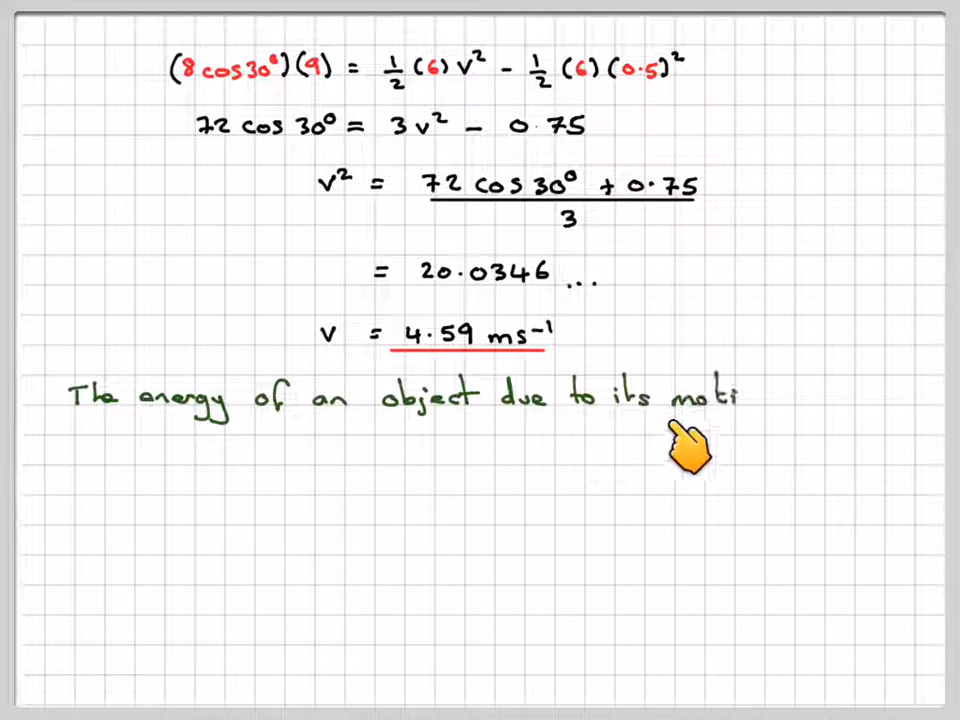 (8 cos 30°)(9) = 1/2 (6) v² - 1/2 (6) (0.5)²
72 cos 30° = 3v² - 0.75
v² = 72 cos 30° + 0.75 / 3
= 20.0346 ...
v = 4.59 ms⁻¹
The energy of an object due to its moti